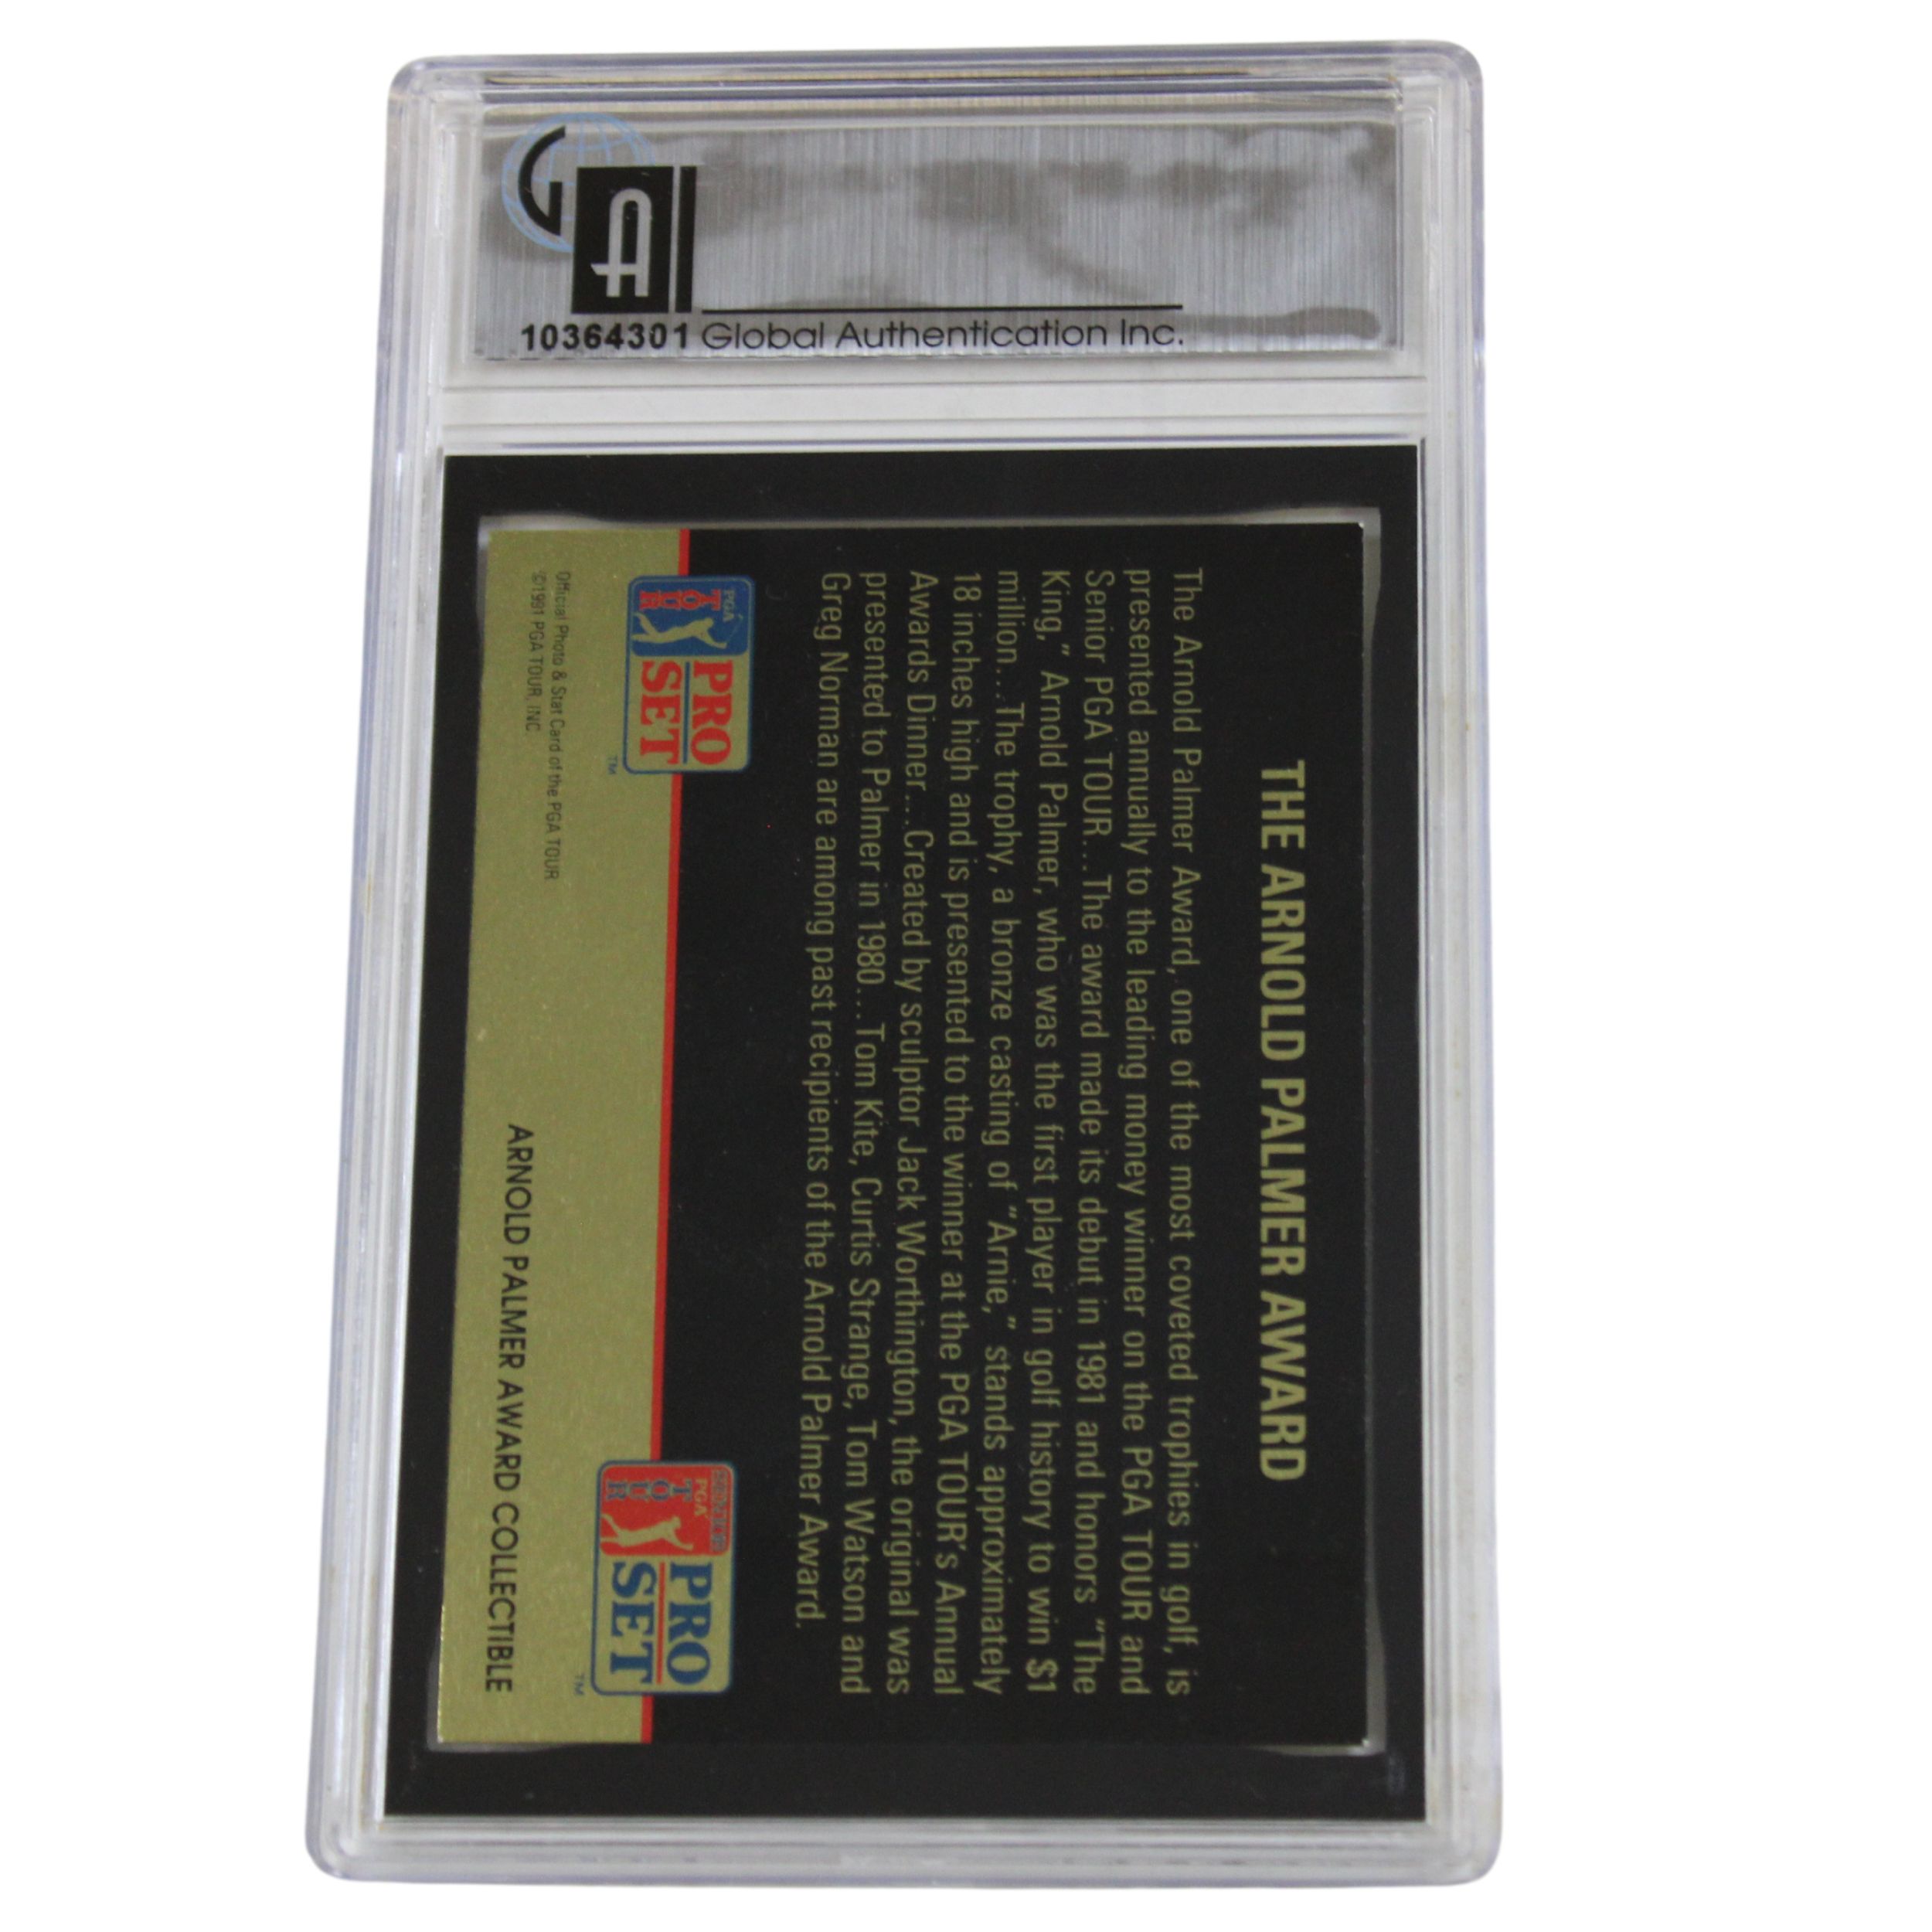 GA
10364301 Global Authentication Inc.
THE ARNOLD PALMER AWARD
The Arnold Palmer Award, one of the most coveted trophies in golf, is
presented annually to the leading money winner on the PGA TOUR and
Senior PGA TOUR...The award made its debut in 1981 and honors "The
King," Arnold Palmer, who was the first player in golf history to win $1
million...The trophy, a bronze casting of "Arnie," stands approximately
18 inches high and is presented to the winner at the PGA TOUR's Annual
Awards Dinner...Created by sculptor Jack Worthington, the original was
presented to Palmer in 1980...Tom Kite, Curtis Strange, Tom Watson and
Greg Norman are among past recipients of the Arnold Palmer Award.
PGA
TOUR
PRO
SET
TM
senior
PGA
TOUR
PRO
SET
TM
Official Photo & Stat Card of the PGA TOUR
©1991 PGA TOUR, INC.
ARNOLD PALMER AWARD COLLECTIBLE